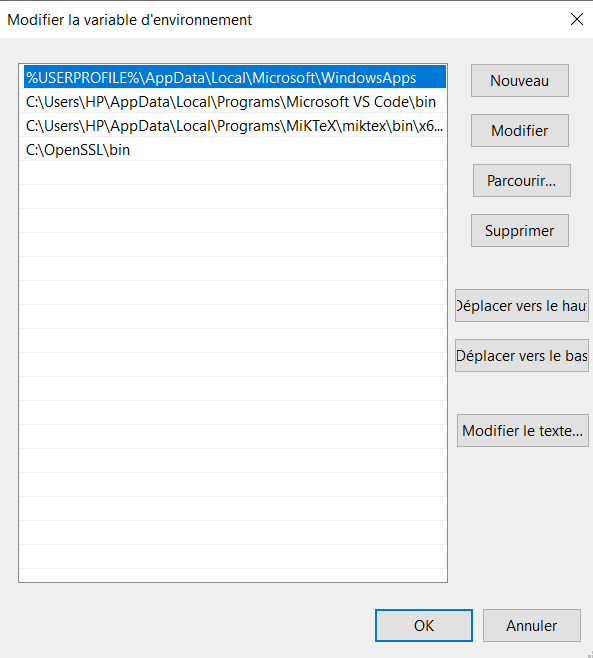 Modifier la variable d'environnement
%USERPROFILE%\AppData\Local\Microsoft\WindowsApps
C:\Users\HP\AppData\Local\Programs\Microsoft VS Code\bin
C:\Users\HP\AppData\Local\Programs\MiKTeX\miktex\bin\x6...
C:\OpenSSL\bin
Nouveau
Modifier
Parcourir...
Supprimer
Déplacer vers le haut
Déplacer vers le bas
Modifier le texte...
OK
Annuler